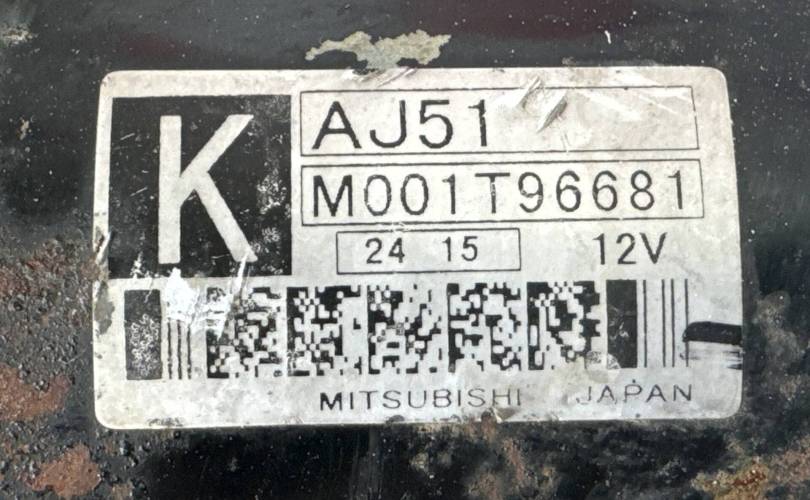 K
AJ51
M001T96681
24 15
12V
MITSUBISHI JAPAN